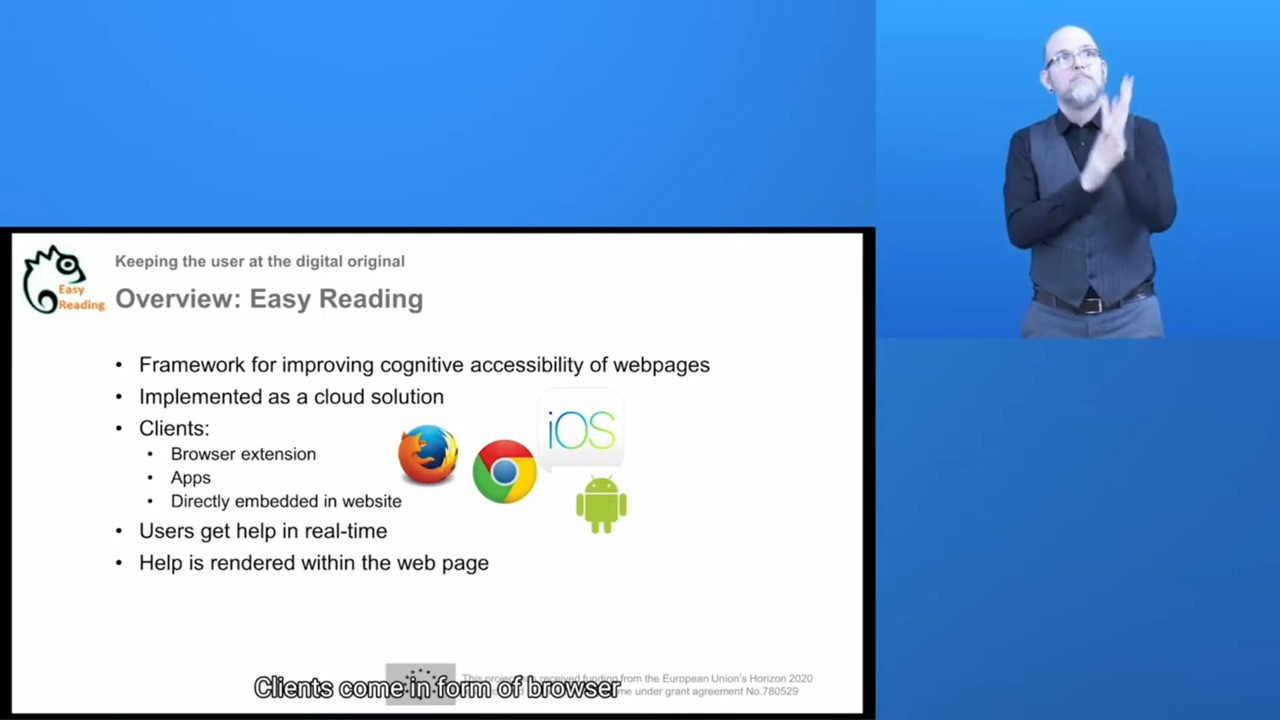 Keeping the user at the digital original
Easy
Reading
Overview: Easy Reading
• Framework for improving cognitive accessibility of webpages
• Implemented as a cloud solution
• Clients:
• Browser extension
• Apps
• Directly embedded in website
iOS
• Users get help in real-time
• Help is rendered within the web page
This project received funding from the European Union's Horizon 2020
me under grant agreement No.780529
Clients come in form of browser